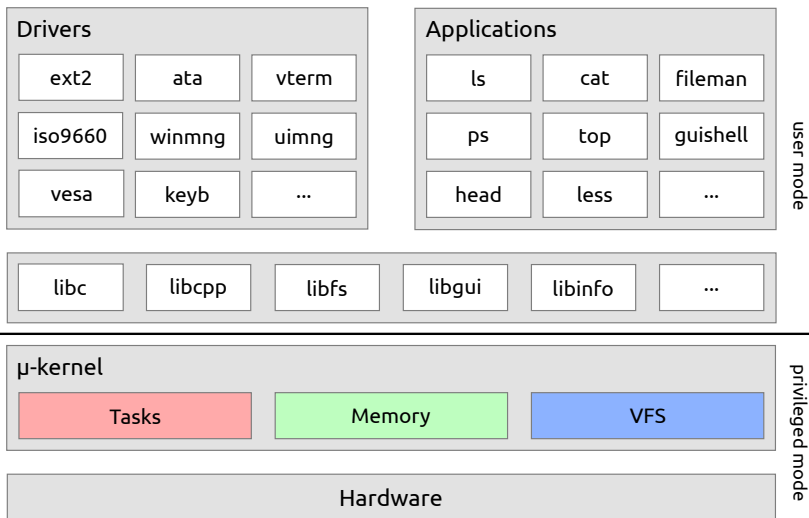 Drivers
ext2 ata vterm
iso9660 winmng uimng
vesa keyb ...
Applications
ls cat fileman
ps top guishell
head less ...
user mode
libc libcpp libfs libgui libinfo ...
μ-kernel
Tasks Memory VFS
privileged mode
Hardware